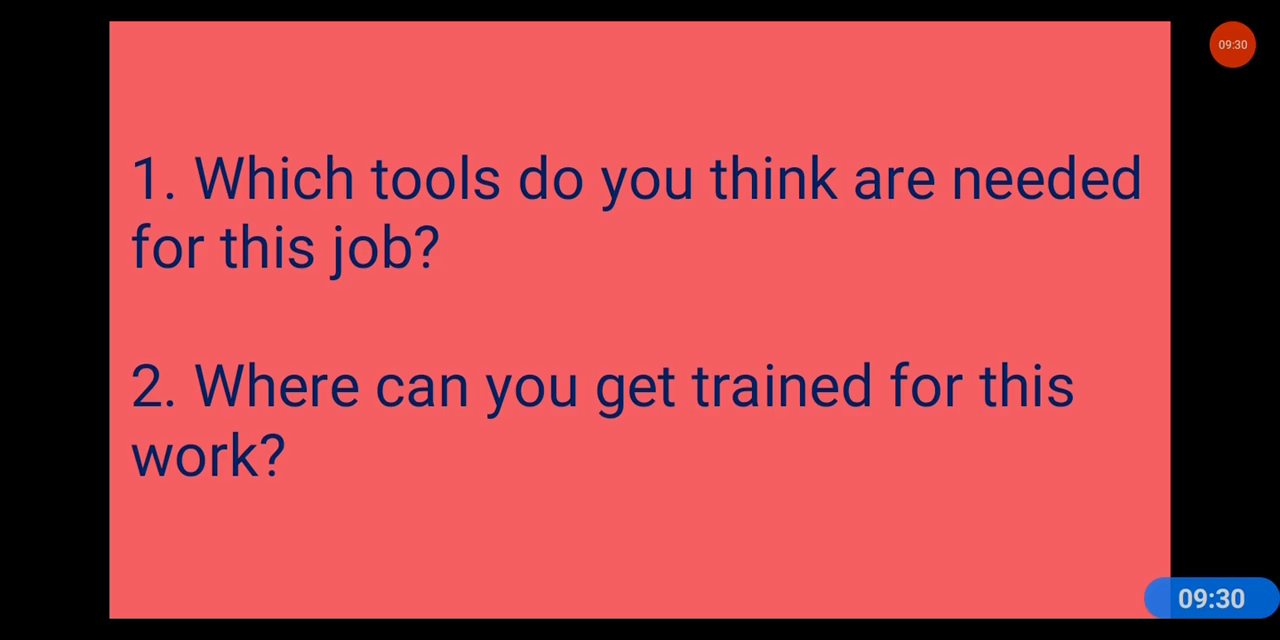 09:30
1. Which tools do you think are needed
for this job?
2. Where can you get trained for this
work?
09:30